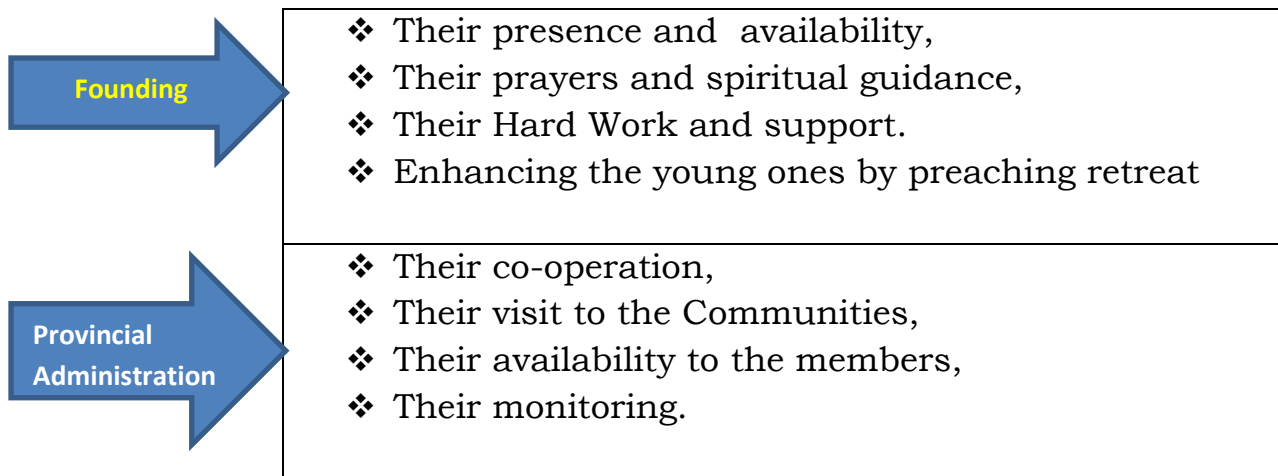 Founding
❖ Their presence and  availability,
❖ Their prayers and spiritual guidance,
❖ Their Hard Work and support.
❖ Enhancing the young ones by preaching retreat
Provincial
Administration
❖ Their co-operation,
❖ Their visit to the Communities,
❖ Their availability to the members,
❖ Their monitoring.